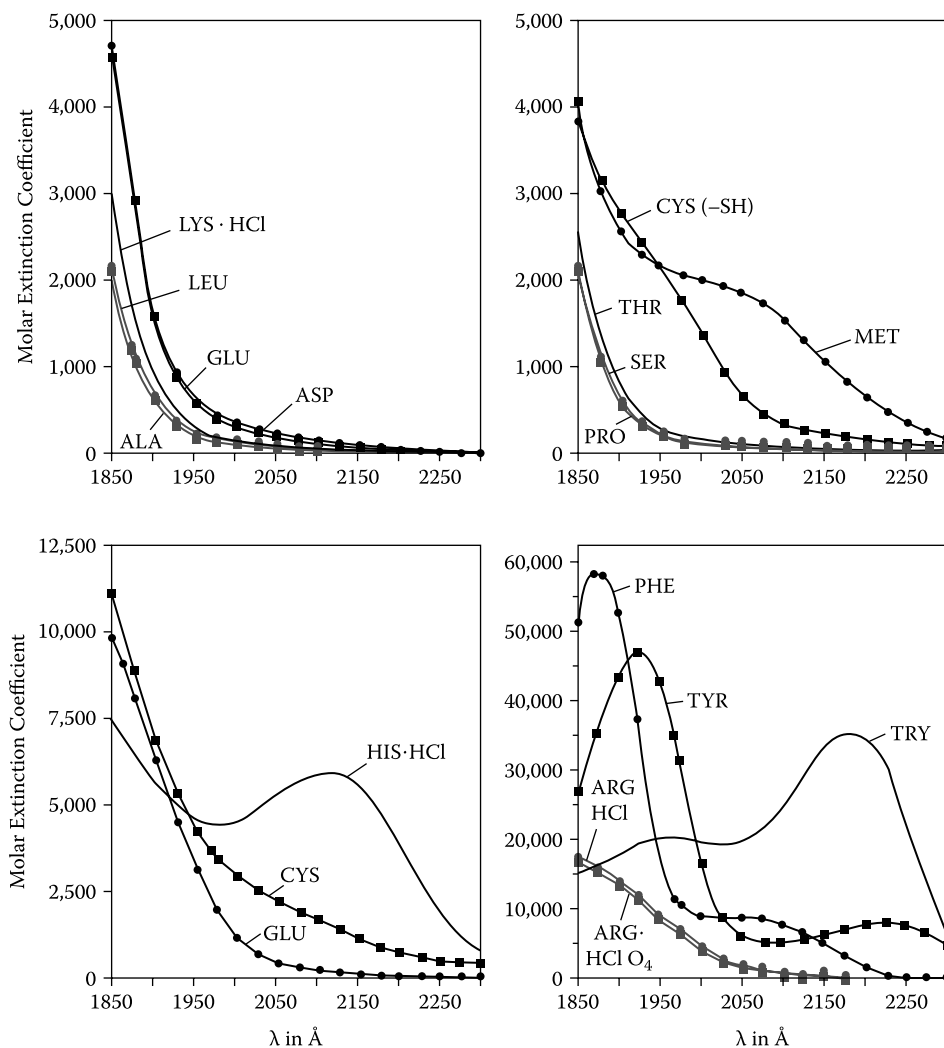 5,000
4,000
3,000
2,000
1,000
0
Molar Extinction Coefficient
LYS · HCl
LEU
GLU
ASP
ALA
1850 1950 2050 2150 2250
5,000
4,000
3,000
2,000
1,000
0
CYS (–SH)
THR
MET
SER
PRO
1850 1950 2050 2150 2250
12,500
10,000
7,500
5,000
2,500
0
Molar Extinction Coefficient
HIS·HCl
CYS
GLU
1850 1950 2050 2150 2250
λ in Å
60,000
50,000
40,000
30,000
20,000
10,000
0
PHE
TYR
TRY
ARG
HCl
ARG·
HCl O4
1850 1950 2050 2150 2250
λ in Å